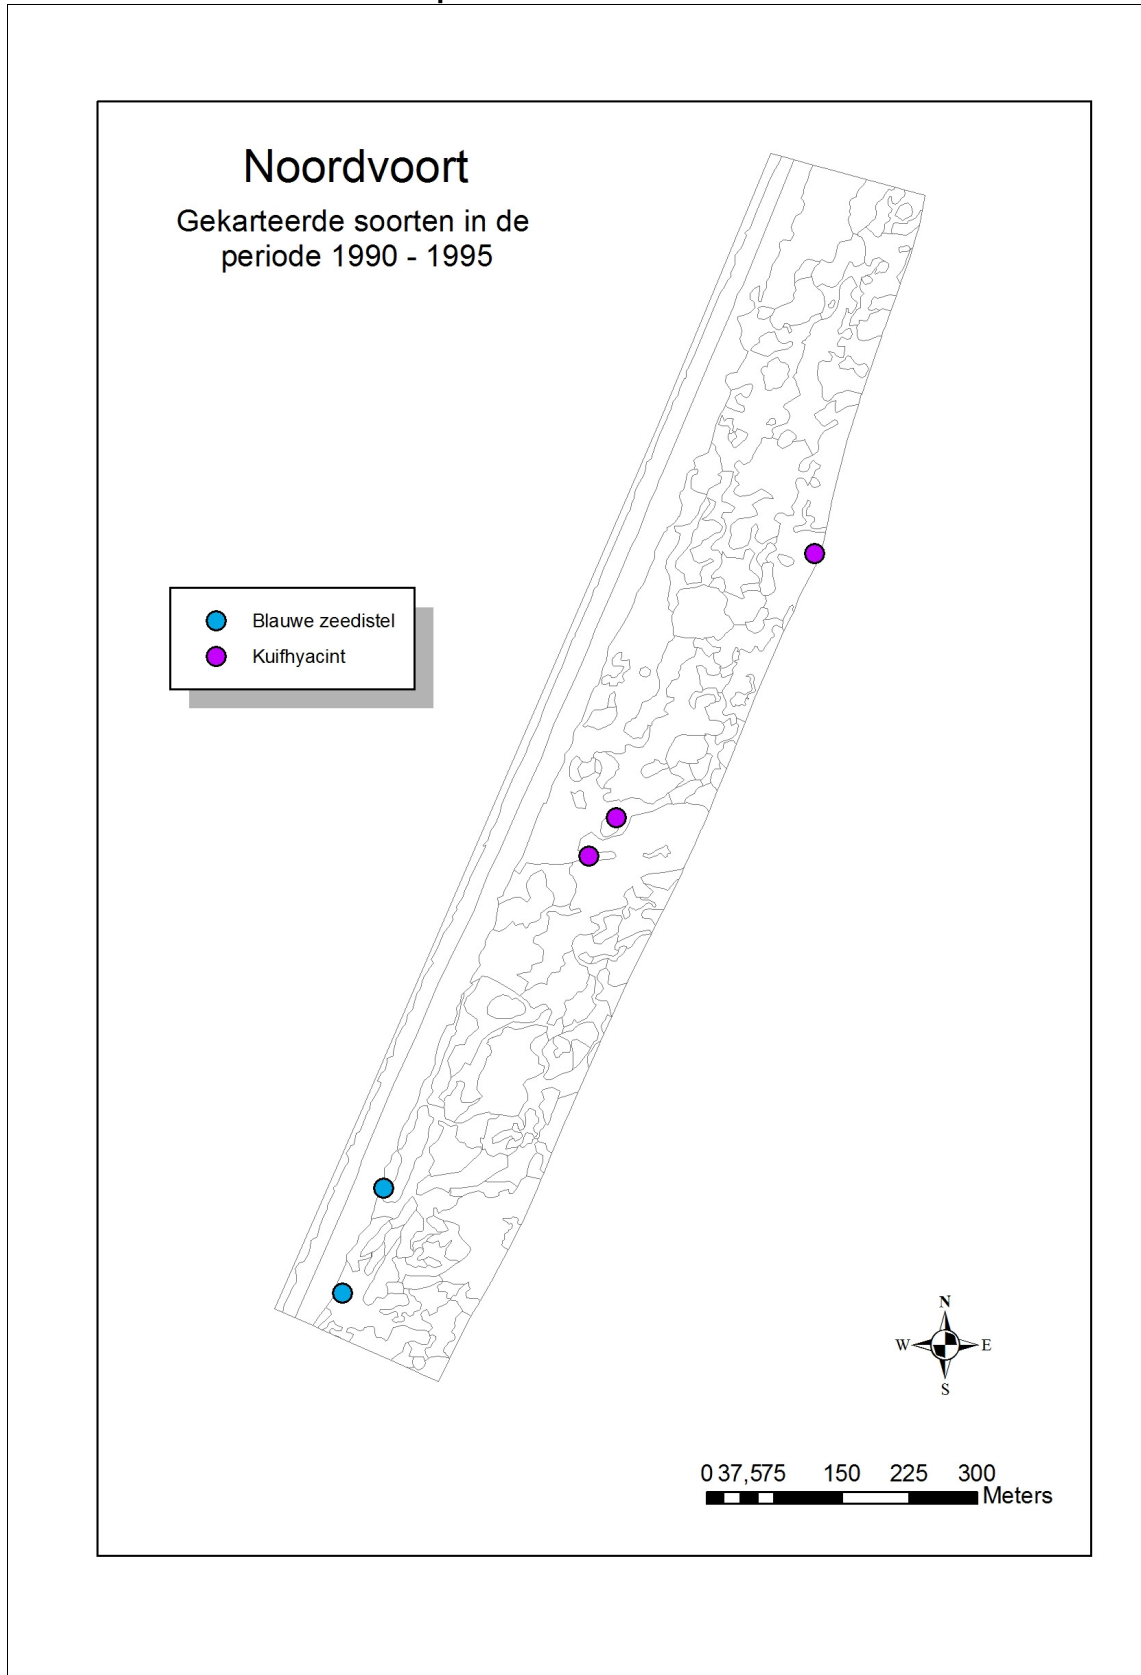 Noordvoort
Gekarteerde soorten in de
periode 1990 - 1995
Blauwe zeedistel
Kuifhyacint
N
W E
S
0 37,575 150 225 300
Meters